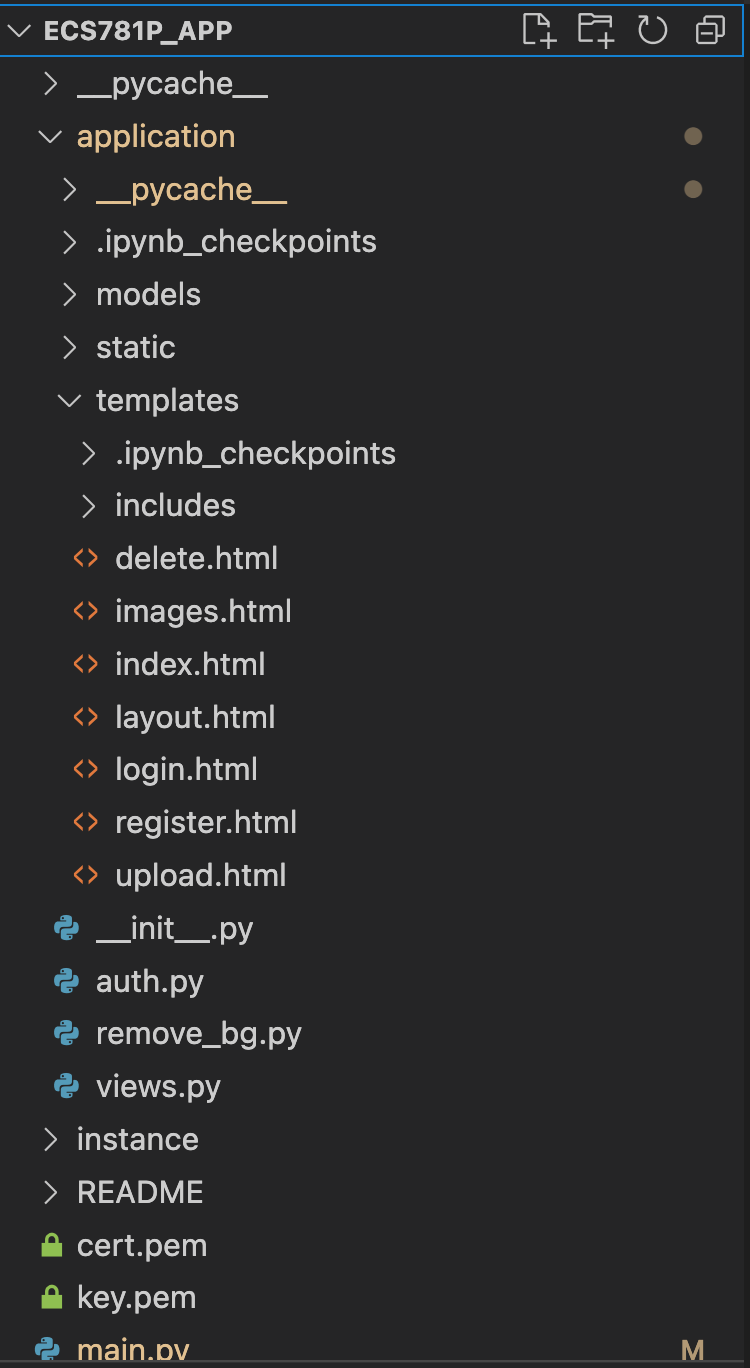 ECS781P_APP
__pycache__
application
__pycache__
.ipynb_checkpoints
models
static
templates
.ipynb_checkpoints
includes
delete.html
images.html
index.html
layout.html
login.html
register.html
upload.html
__init__.py
auth.py
remove_bg.py
views.py
instance
README
cert.pem
key.pem
main.py M